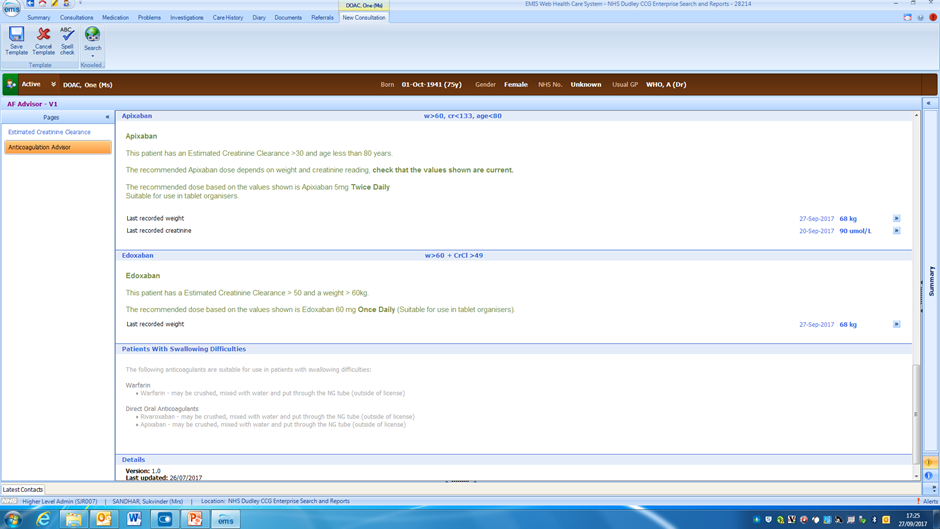 DOAC, One (Ms)
EMIS Web Health Care System - NHS Dudley CCG Enterprise Search and Reports - 28214
emis
Summary Consultations Medication Problems Investigations Care History Diary Documents Referrals New Consultation
Save Template
Cancel Template
ABC
Spell check
Search
Template
Knowled...
Active DOAC, One (Ms) Born 01-Oct-1941 (75y) Gender Female NHS No. Unknown Usual GP WHO, A (Dr)
AF Advisor - V1
Pages
Estimated Creatinine Clearance
Anticoagulation Advisor
Apixaban w>60, cr<133, age<80
Apixaban
This patient has an Estimated Creatinine Clearance >30 and age less than 80 years.
The recommended Apixaban dose depends on weight and creatinine reading, check that the values shown are current.
The recommended dose based on the values shown is Apixiaban 5mg Twice Daily
Suitable for use in tablet organisers.
Last recorded weight 27-Sep-2017 68 kg
Last recorded creatinine 20-Sep-2017 90 umol/L
Edoxaban w>60 + CrCl >49
Edoxaban
This patient has a Estimated Creatinine Clearance > 50 and a weight > 60kg.
The recommended dose based on the values shown is Edoxaban 60 mg Once Daily (Suitable for use in tablet organisers).
Last recorded weight 27-Sep-2017 68 kg
Patients With Swallowing Difficulties
The following anticoagulants are suitable for use in patients with swallowing difficulties:
Warfarin
• Warfarin - may be crushed, mixed with water and put through the NG tube (outside of license)
Direct Oral Anticoagulants
• Rivaroxaban - may be crushed, mixed with water and put through the NG tube (outside of license)
• Apixaban - may be crushed, mixed with water and put through the NG tube (outside of license)
Details
Version: 1.0
Last updated: 26/07/2017
Summary
Latest Contacts
Higher Level Admin (SJR007) SANDHAR, Sukvinder (Mrs) Location: NHS Dudley CCG Enterprise Search and Reports
Alerts
emis
17:25
27/09/2017